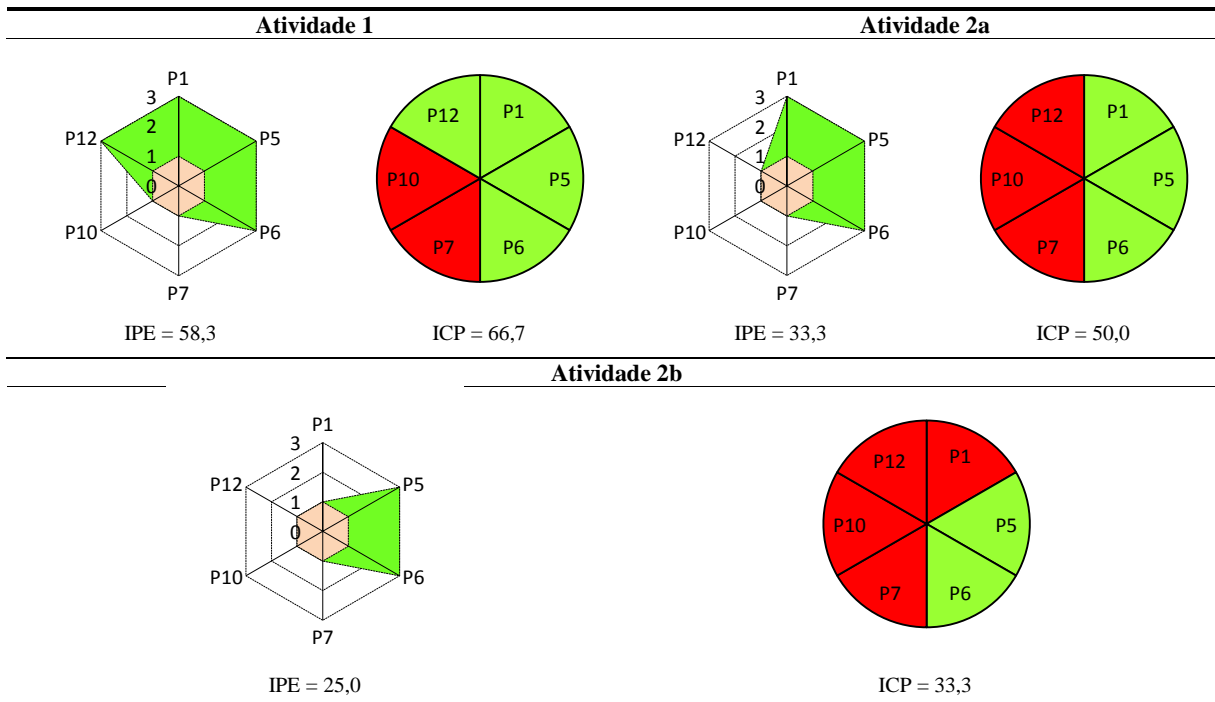 Atividade 1
Atividade 2a
P1
3
2
1
0
P5
P6
P7
P10
P12
P12
P1
P10
P5
P7
P6
P1
3
2
1
0
P5
P6
P7
P10
P12
P12
P1
P10
P5
P7
P6
IPE = 58,3
ICP = 66,7
IPE = 33,3
ICP = 50,0
Atividade 2b
P1
3
2
1
0
P5
P6
P7
P10
P12
P12
P1
P10
P5
P7
P6
IPE = 25,0
ICP = 33,3